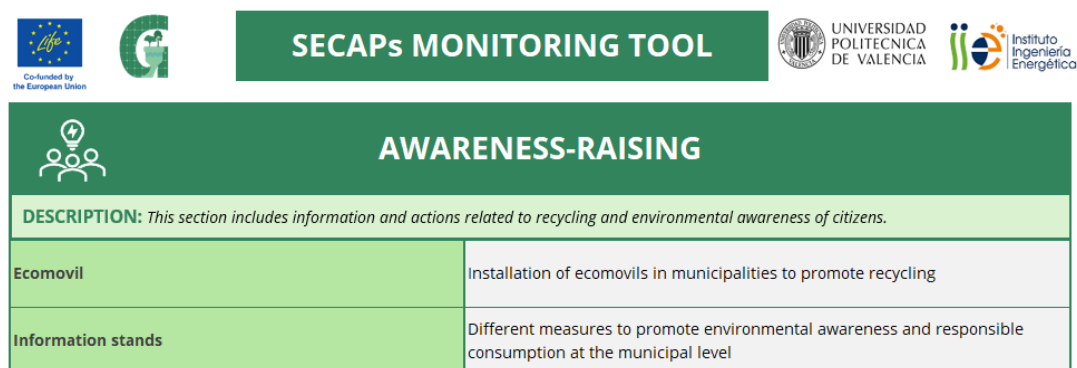 Life
Co-funded by
the European Union
SECAPs MONITORING TOOL
UNIVERSIDAD
POLITECNICA
DE VALENCIA
iie
Instituto
Ingeniería
Energética
AWARENESS-RAISING
DESCRIPTION: This section includes information and actions related to recycling and environmental awareness of citizens.
Ecomovil
Installation of ecomovils in municipalities to promote recycling
Information stands
Different measures to promote environmental awareness and responsible
consumption at the municipal level